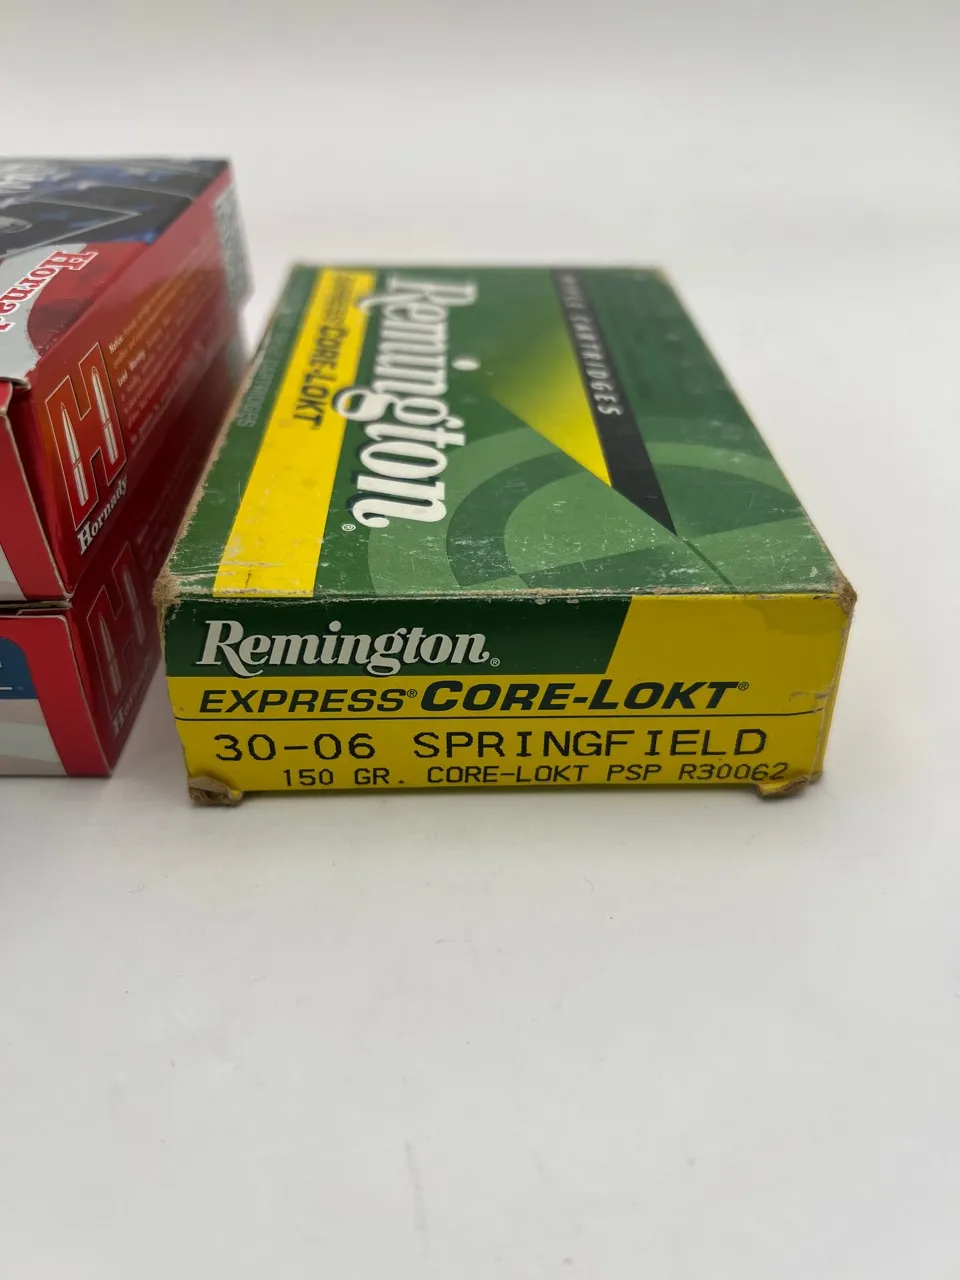 Hornady
Notice:
Remington®
EXPRESS® CORE-LOKT
RIFLE CARTRIDGES
Remington®
EXPRESS® CORE-LOKT®
30-06 SPRINGFIELD
150 GR. CORE-LOKT PSP R30062